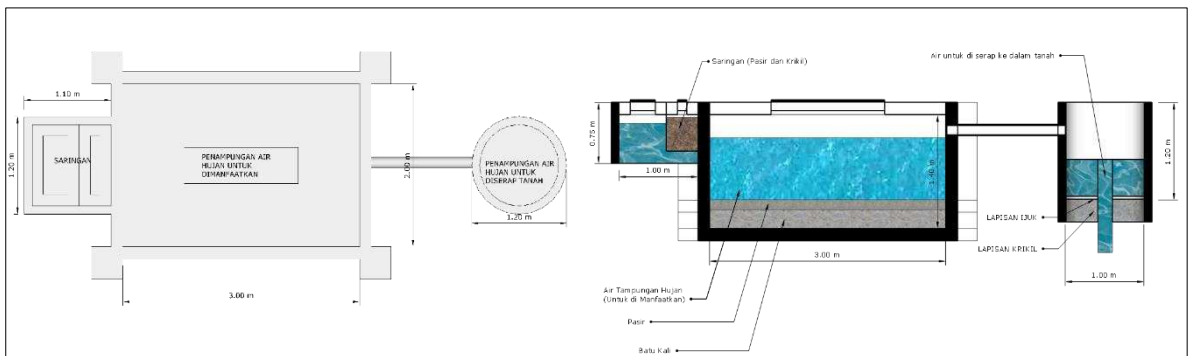 1.10 m
1.20 m
SARINGAN
PENAMPUNGAN AIR
HUJAN UNTUK
DIMANFAATKAN
2.00 m
PENAMPUNGAN AIR
HUJAN UNTUK
DISERAP TANAH
1.20 m
3.00 m
Saringan (Pasir dan Krikil)
Air untuk di serap ke dalam tanah
0.75 m
1.00 m
1.40 m
1.20 m
LAPISAN IJUK
LAPISAN KRIKIL
3.00 m
1.00 m
Air Tampungan Hujan
(Untuk di Manfaatkan)
Pasir
Batu Kali